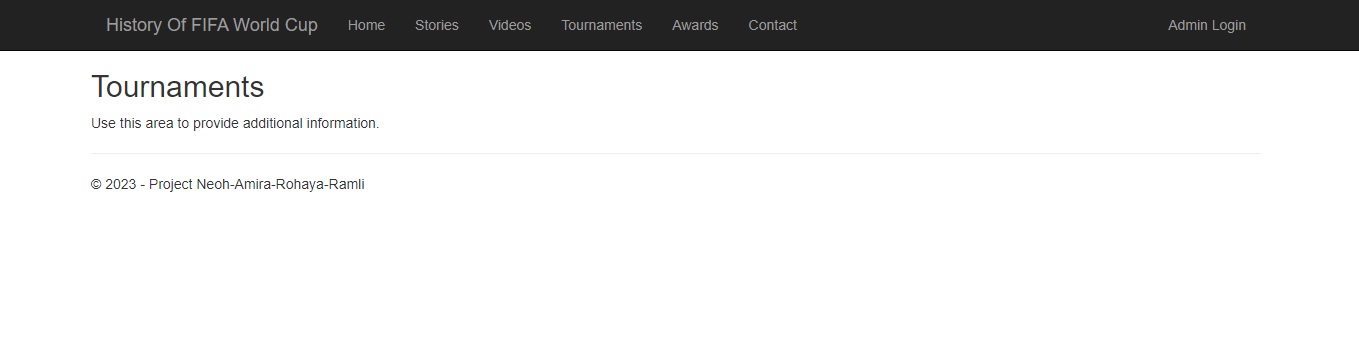 History Of FIFA World Cup Home Stories Videos Tournaments Awards Contact Admin Login
Tournaments
Use this area to provide additional information.
© 2023 - Project Neoh-Amira-Rohaya-Ramli